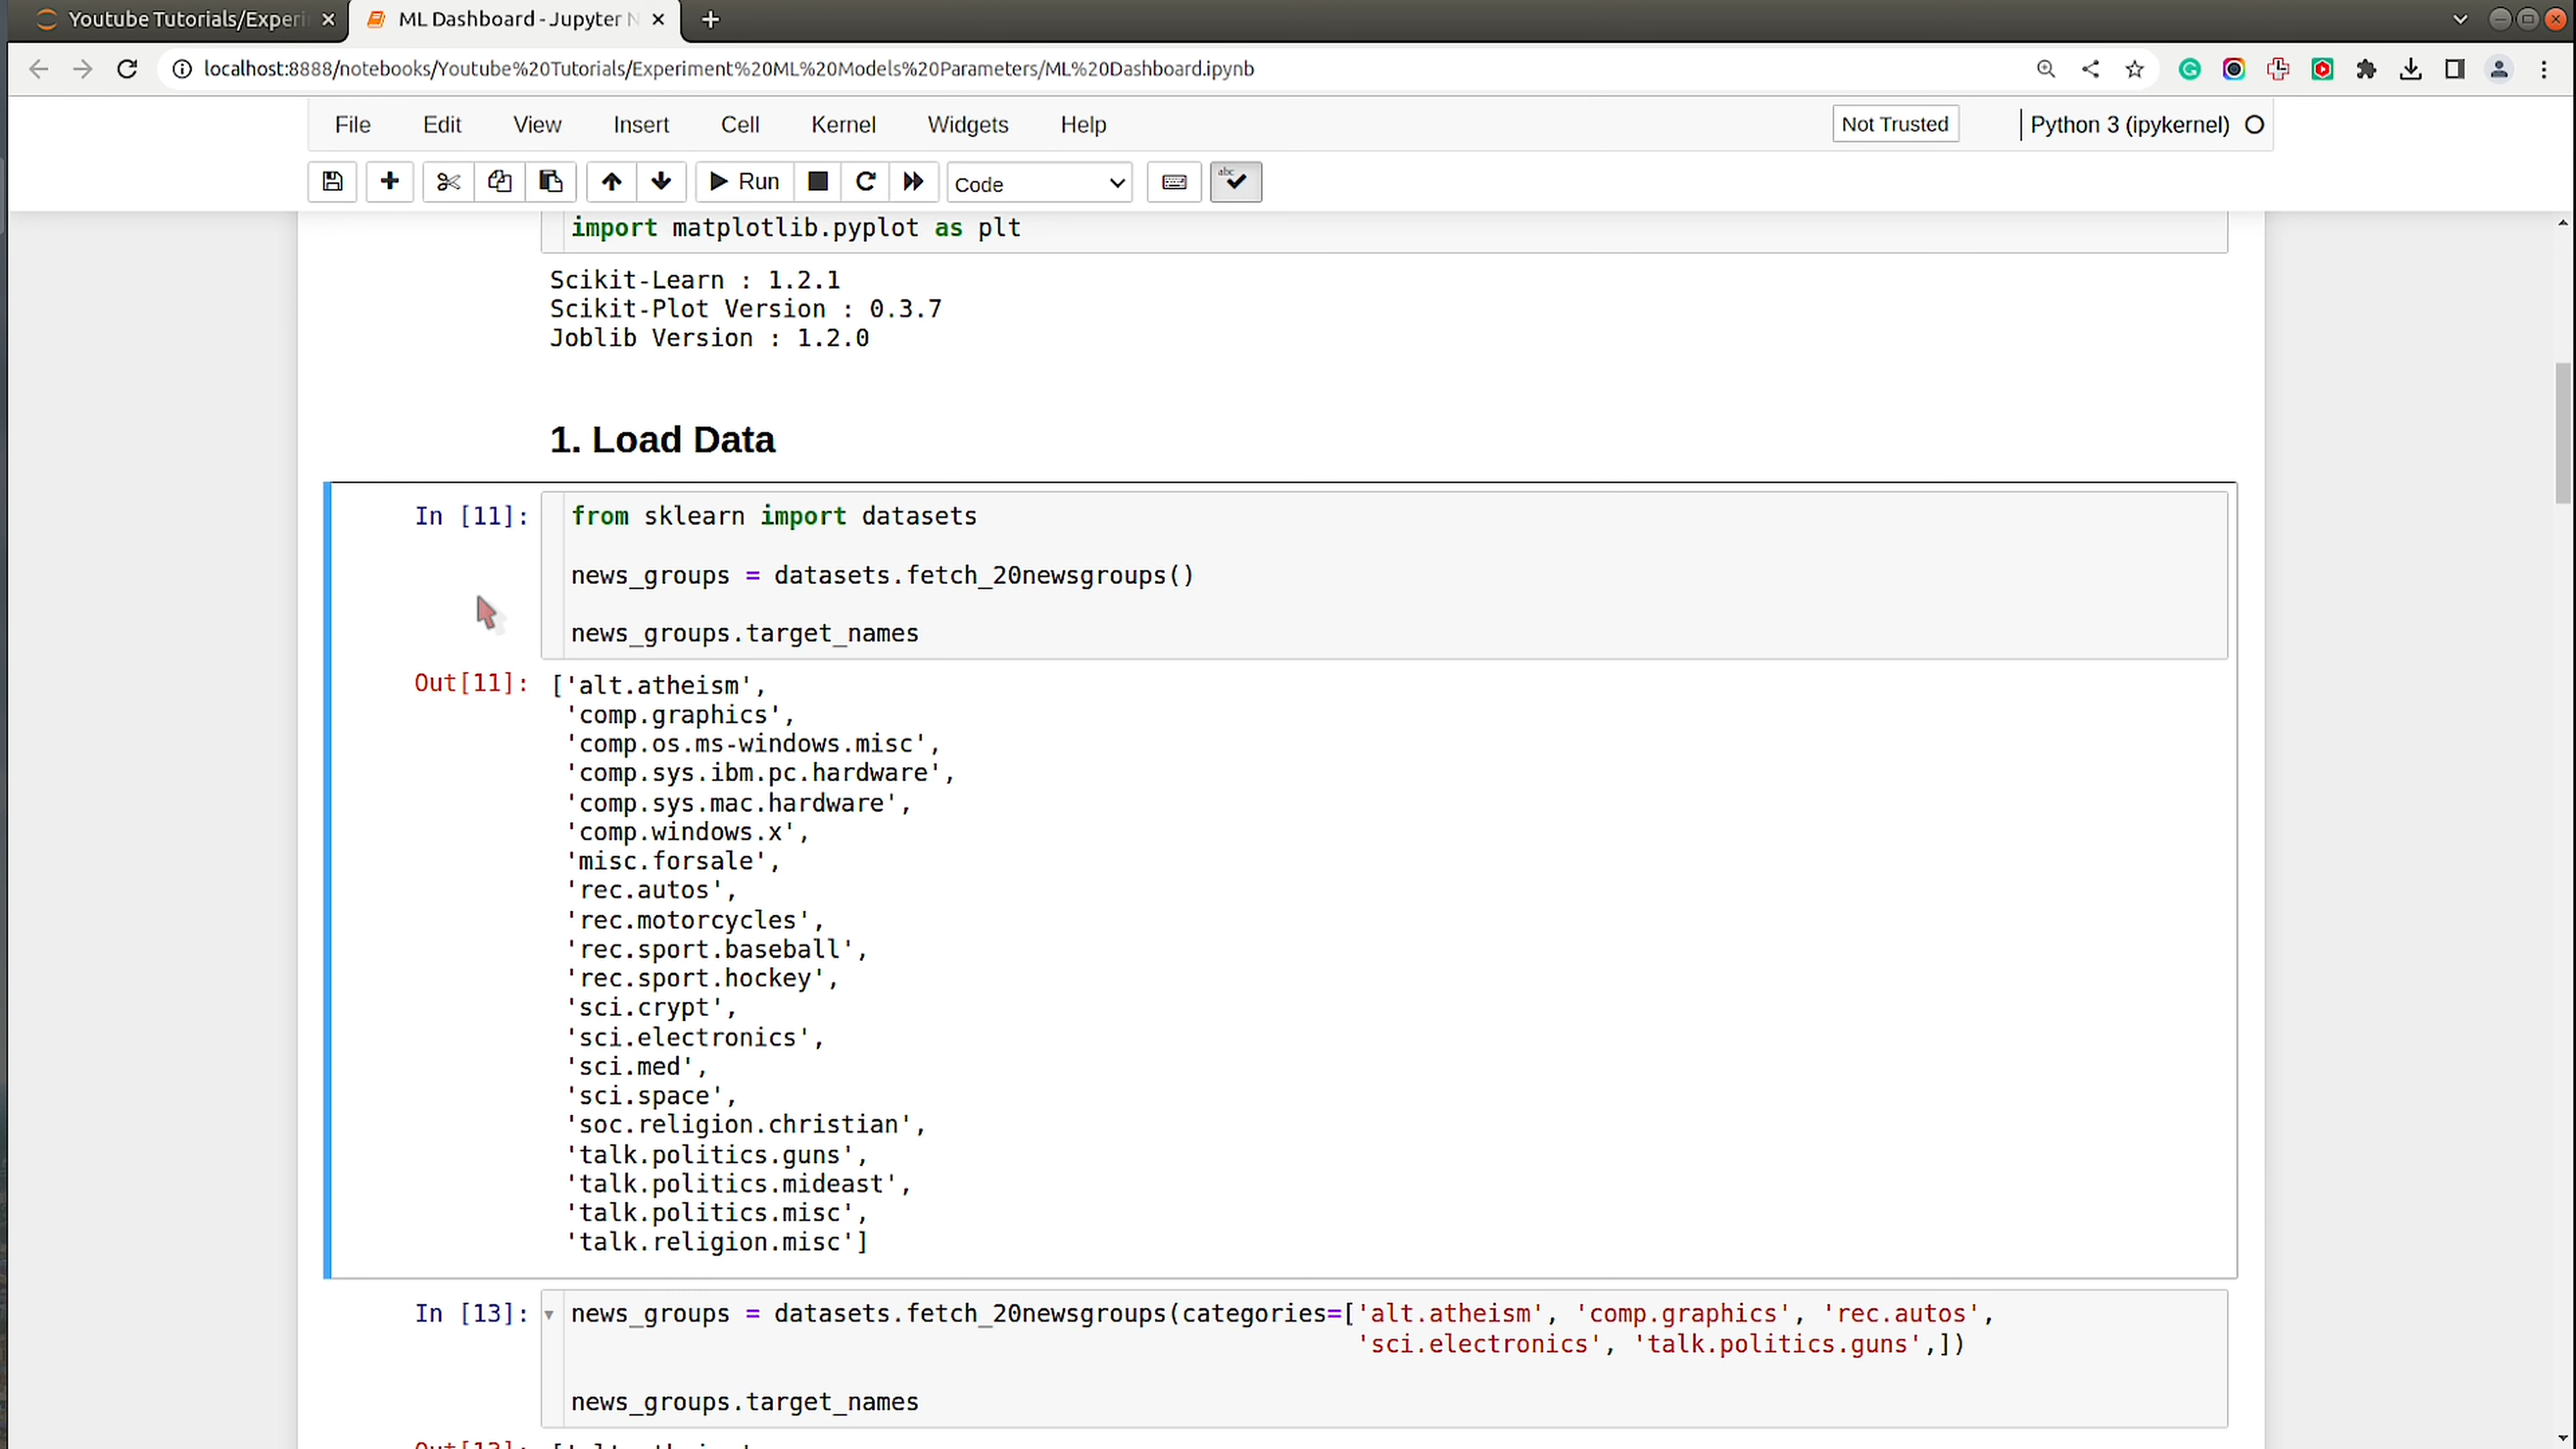 Youtube Tutorials/Experi
ML Dashboard - Jupyter N
localhost:8888/notebooks/Youtube%20Tutorials/Experiment%20ML%20Models%20Parameters/ML%20Dashboard.ipynb
File Edit View Insert Cell Kernel Widgets Help Not Trusted Python 3 (ipykernel)
Run Code abc
import matplotlib.pyplot as plt
Scikit-Learn : 1.2.1
Scikit-Plot Version : 0.3.7
Joblib Version : 1.2.0
1. Load Data
In [11]: from sklearn import datasets
news_groups = datasets.fetch_20newsgroups()
news_groups.target_names
Out[11]: ['alt.atheism',
'comp.graphics',
'comp.os.ms-windows.misc',
'comp.sys.ibm.pc.hardware',
'comp.sys.mac.hardware',
'comp.windows.x',
'misc.forsale',
'rec.autos',
'rec.motorcycles',
'rec.sport.baseball',
'rec.sport.hockey',
'sci.crypt',
'sci.electronics',
'sci.med',
'sci.space',
'soc.religion.christian',
'talk.politics.guns',
'talk.politics.mideast',
'talk.politics.misc',
'talk.religion.misc']
In [13]: news_groups = datasets.fetch_20newsgroups(categories=['alt.atheism', 'comp.graphics', 'rec.autos',
'sci.electronics', 'talk.politics.guns',])
news_groups.target_names